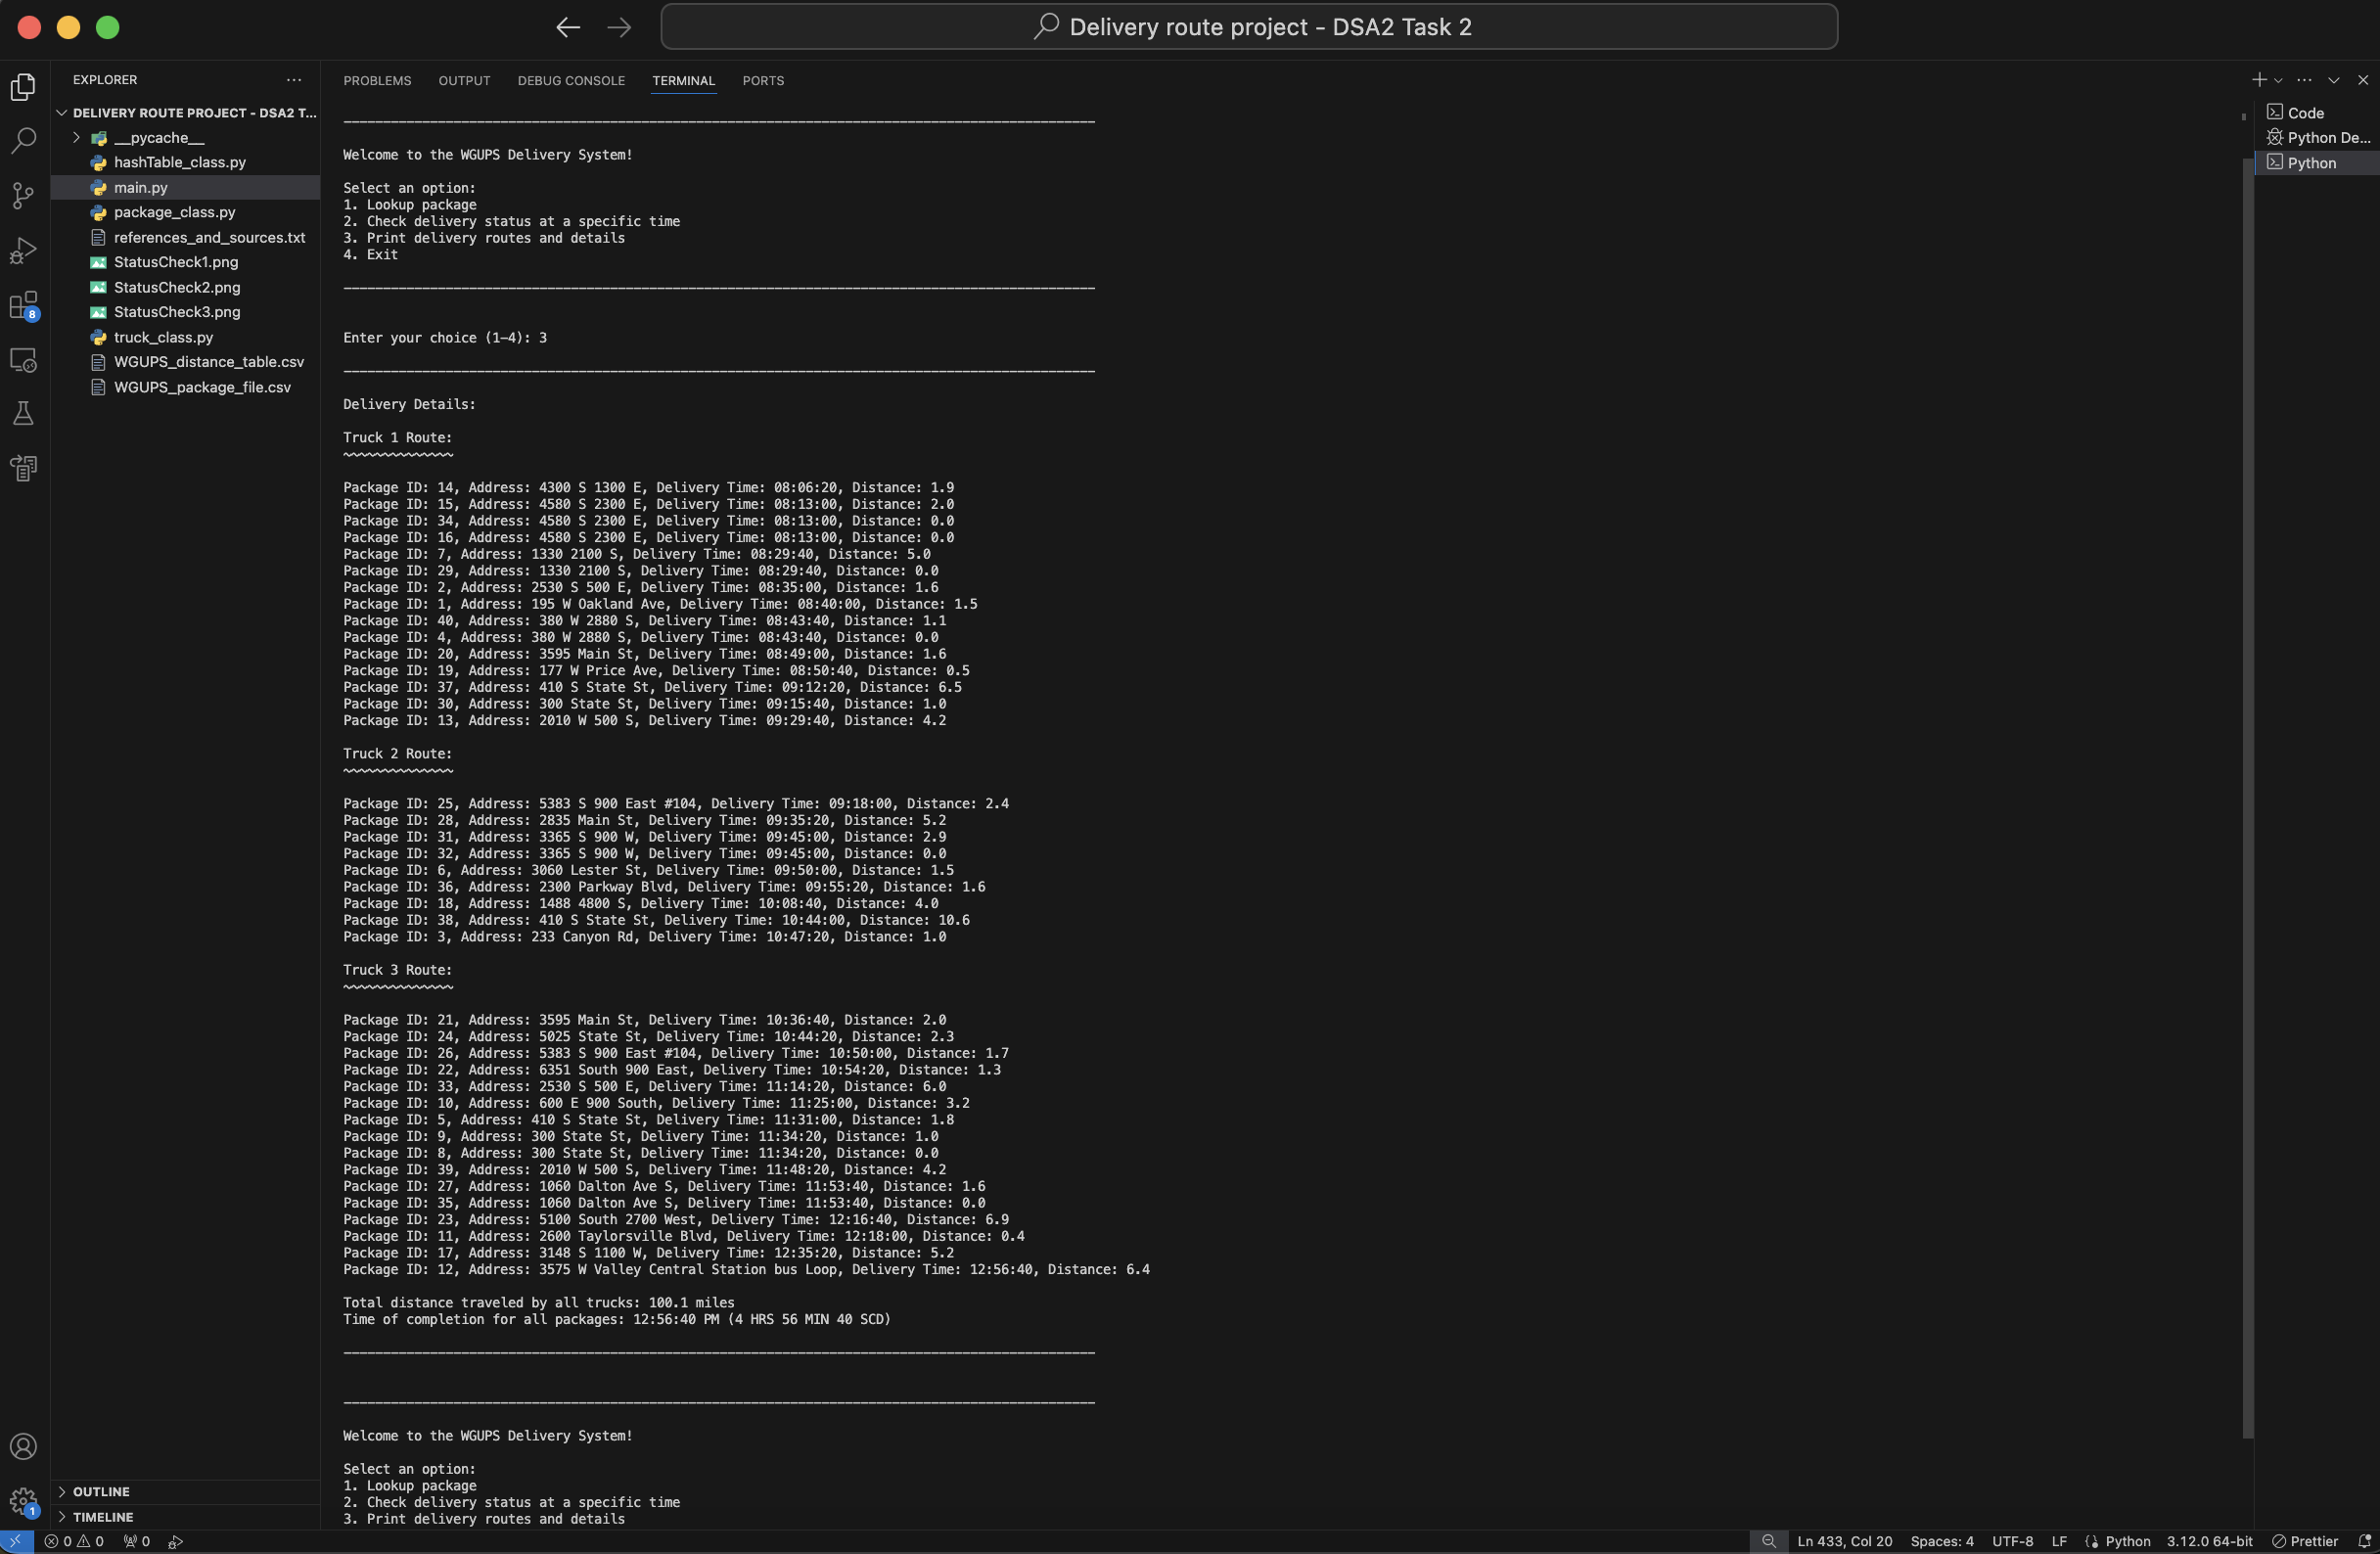 Delivery route project - DSA2 Task 2
EXPLORER
DELIVERY ROUTE PROJECT - DSA2 T...
__pycache__
hashTable_class.py
main.py
package_class.py
references_and_sources.txt
StatusCheck1.png
StatusCheck2.png
StatusCheck3.png
truck_class.py
WGUPS_distance_table.csv
WGUPS_package_file.csv
OUTLINE
TIMELINE
8
1
PROBLEMS OUTPUT DEBUG CONSOLE TERMINAL PORTS
Welcome to the WGUPS Delivery System!
Select an option:
1. Lookup package
2. Check delivery status at a specific time
3. Print delivery routes and details
4. Exit
Enter your choice (1–4): 3
Delivery Details:
Truck 1 Route:
~~~~~~~~~~~~~~
Package ID: 14, Address: 4300 S 1300 E, Delivery Time: 08:06:20, Distance: 1.9
Package ID: 15, Address: 4580 S 2300 E, Delivery Time: 08:13:00, Distance: 2.0
Package ID: 34, Address: 4580 S 2300 E, Delivery Time: 08:13:00, Distance: 0.0
Package ID: 16, Address: 4580 S 2300 E, Delivery Time: 08:13:00, Distance: 0.0
Package ID: 7, Address: 1330 2100 S, Delivery Time: 08:29:40, Distance: 5.0
Package ID: 29, Address: 1330 2100 S, Delivery Time: 08:29:40, Distance: 0.0
Package ID: 2, Address: 2530 S 500 E, Delivery Time: 08:35:00, Distance: 1.6
Package ID: 1, Address: 195 W Oakland Ave, Delivery Time: 08:40:00, Distance: 1.5
Package ID: 40, Address: 380 W 2880 S, Delivery Time: 08:43:40, Distance: 1.1
Package ID: 4, Address: 380 W 2880 S, Delivery Time: 08:43:40, Distance: 0.0
Package ID: 20, Address: 3595 Main St, Delivery Time: 08:49:00, Distance: 1.6
Package ID: 19, Address: 177 W Price Ave, Delivery Time: 08:50:40, Distance: 0.5
Package ID: 37, Address: 410 S State St, Delivery Time: 09:12:20, Distance: 6.5
Package ID: 30, Address: 300 State St, Delivery Time: 09:15:40, Distance: 1.0
Package ID: 13, Address: 2010 W 500 S, Delivery Time: 09:29:40, Distance: 4.2
Truck 2 Route:
~~~~~~~~~~~~~~
Package ID: 25, Address: 5383 S 900 East #104, Delivery Time: 09:18:00, Distance: 2.4
Package ID: 28, Address: 2835 Main St, Delivery Time: 09:35:20, Distance: 5.2
Package ID: 31, Address: 3365 S 900 W, Delivery Time: 09:45:00, Distance: 2.9
Package ID: 32, Address: 3365 S 900 W, Delivery Time: 09:45:00, Distance: 0.0
Package ID: 6, Address: 3060 Lester St, Delivery Time: 09:50:00, Distance: 1.5
Package ID: 36, Address: 2300 Parkway Blvd, Delivery Time: 09:55:20, Distance: 1.6
Package ID: 18, Address: 1488 4800 S, Delivery Time: 10:08:40, Distance: 4.0
Package ID: 38, Address: 410 S State St, Delivery Time: 10:44:00, Distance: 10.6
Package ID: 3, Address: 233 Canyon Rd, Delivery Time: 10:47:20, Distance: 1.0
Truck 3 Route:
~~~~~~~~~~~~~~
Package ID: 21, Address: 3595 Main St, Delivery Time: 10:36:40, Distance: 2.0
Package ID: 24, Address: 5025 State St, Delivery Time: 10:44:20, Distance: 2.3
Package ID: 26, Address: 5383 S 900 East #104, Delivery Time: 10:50:00, Distance: 1.7
Package ID: 22, Address: 6351 South 900 East, Delivery Time: 10:54:20, Distance: 1.3
Package ID: 33, Address: 2530 S 500 E, Delivery Time: 11:14:20, Distance: 6.0
Package ID: 10, Address: 600 E 900 South, Delivery Time: 11:25:00, Distance: 3.2
Package ID: 5, Address: 410 S State St, Delivery Time: 11:31:00, Distance: 1.8
Package ID: 9, Address: 300 State St, Delivery Time: 11:34:20, Distance: 1.0
Package ID: 8, Address: 300 State St, Delivery Time: 11:34:20, Distance: 0.0
Package ID: 39, Address: 2010 W 500 S, Delivery Time: 11:48:20, Distance: 4.2
Package ID: 27, Address: 1060 Dalton Ave S, Delivery Time: 11:53:40, Distance: 1.6
Package ID: 35, Address: 1060 Dalton Ave S, Delivery Time: 11:53:40, Distance: 0.0
Package ID: 23, Address: 5100 South 2700 West, Delivery Time: 12:16:40, Distance: 6.9
Package ID: 11, Address: 2600 Taylorsville Blvd, Delivery Time: 12:18:00, Distance: 0.4
Package ID: 17, Address: 3148 S 1100 W, Delivery Time: 12:35:20, Distance: 5.2
Package ID: 12, Address: 3575 W Valley Central Station bus Loop, Delivery Time: 12:56:40, Distance: 6.4
Total distance traveled by all trucks: 100.1 miles
Time of completion for all packages: 12:56:40 PM (4 HRS 56 MIN 40 SCD)
Welcome to the WGUPS Delivery System!
Select an option:
1. Lookup package
2. Check delivery status at a specific time
3. Print delivery routes and details
Code
Python De...
Python
0 0 0
Ln 433, Col 20 Spaces: 4 UTF-8 LF Python 3.12.0 64-bit Prettier